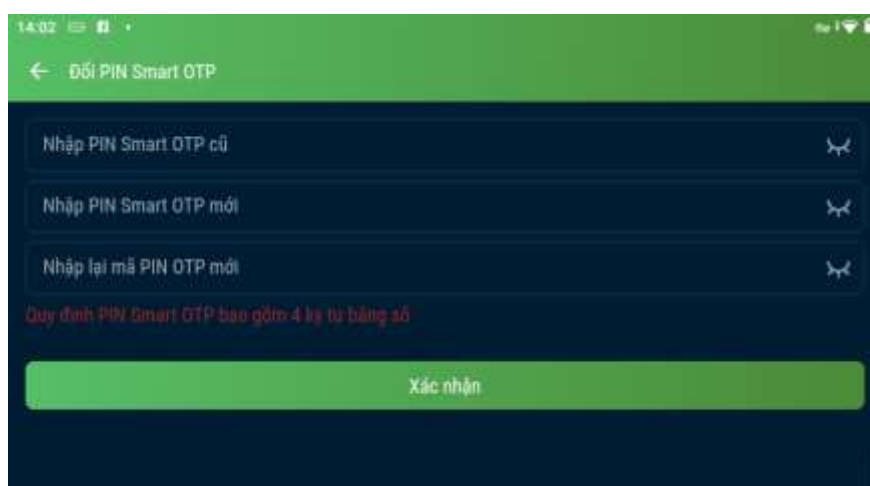 14:02
Đổi PIN Smart OTP
Nhập PIN Smart OTP cũ
Nhập PIN Smart OTP mới
Nhập lại mã PIN OTP mới
Quy định PIN Smart OTP bao gồm 4 ký tự bằng số
Xác nhận